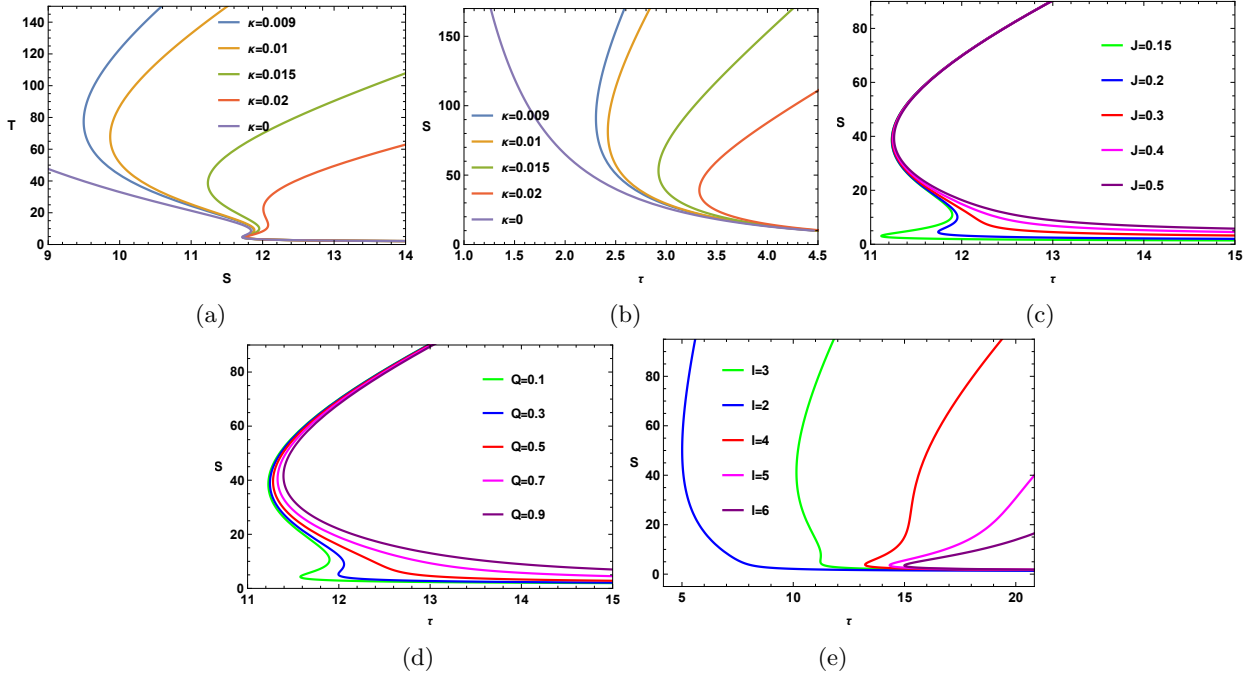 κ=0.009
κ=0.01
κ=0.015
κ=0.02
κ=0
T
0
20
40
60
80
100
120
140
9
10
11
12
13
14
S
(a)
κ=0.009
κ=0.01
κ=0.015
κ=0.02
κ=0
S
0
50
100
150
1.0
1.5
2.0
2.5
3.0
3.5
4.0
4.5
τ
(b)
J=0.15
J=0.2
J=0.3
J=0.4
J=0.5
S
0
20
40
60
80
11
12
13
14
15
τ
(c)
Q=0.1
Q=0.3
Q=0.5
Q=0.7
Q=0.9
S
0
20
40
60
80
11
12
13
14
15
τ
(d)
l=3
l=2
l=4
l=5
l=6
S
0
20
40
60
80
5
10
15
20
τ
(e)